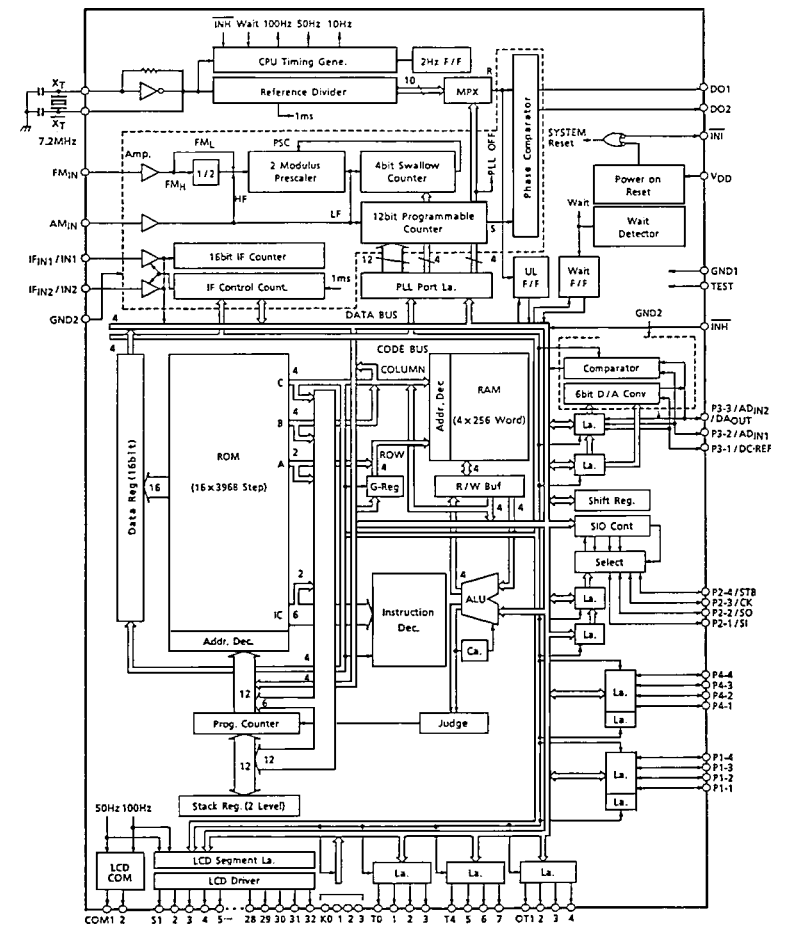 INH Wait 100Hz 50Hz 10Hz
CPU Timing Gene.
2Hz F/F
XT
Reference Divider
10
MPX
R
DO1
DO2
XT
7.2MHz
1ms
SYSTEM
Reset
INI
Amp.
FML
PSC
PLL OFF
Phase Comparator
FMIN
FMH
1/2
2 Modulus
Prescaler
4bit Swallow
Counter
Power on
Reset
VDD
HF
LF
Wait
AMIN
12bit Programmable
Counter
S
Wait
Detector
IFIN1/IN1
16bit IF Counter
12
4
4
UL
F/F
Wait
F/F
GND1
IFIN2/IN2
IF Control Count.
1ms
PLL Port La.
TEST
GND2
DATA BUS
GND2
4
INH
4
CODE BUS
C
4
COLUMN
Comparator
6bit D/A Conv
Addr. Dec
RAM
(4x256 Word)
P3-3/ADIN2
/DAOUT
P3-2/ADIN1
P3-1/DC-REF
B
4
La.
Data Reg (16bit)
16
ROM
(16x3968 Step)
A
2
ROW
4
G-Reg
4
La.
R/W Buf
4
4
Shift Reg.
SIO Cont
Select
2
IC
6
Instruction
Dec.
4
ALU
La.
P2-4/STB
P2-3/CK
P2-2/SO
P2-1/SI
La.
Addr. Dec.
Ca.
4
4
12
6
La.
La.
P4-4
P4-3
P4-2
P4-1
Prog. Counter
Judge
12
12
La.
La.
P1-4
P1-3
P1-2
P1-1
Stack Reg. (2 Level)
50Hz 100Hz
LCD
COM
LCD Segment La.
LCD Driver
La.
La.
La.
COM1 2 S1 2 3 4 5 28 29 30 31 32 K0 1 2 3 T0 1 2 3 T4 5 6 7 OT1 2 3 4